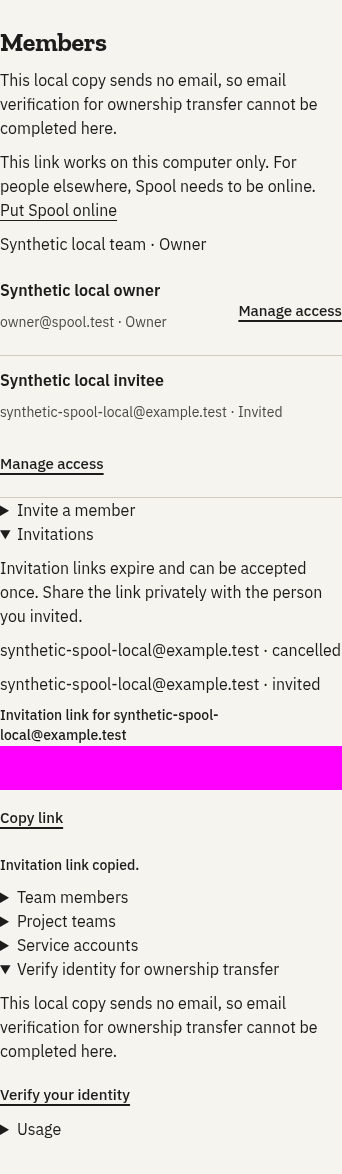 Members
This local copy sends no email, so email
verification for ownership transfer cannot be
completed here.
This link works on this computer only. For
people elsewhere, Spool needs to be online.
Put Spool online
Synthetic local team · Owner
Synthetic local owner
owner@spool.test · Owner
Manage access
Synthetic local invitee
synthetic-spool-local@example.test · Invited
Manage access
Invite a member
Invitations
Invitation links expire and can be accepted
once. Share the link privately with the person
you invited.
synthetic-spool-local@example.test · cancelled
synthetic-spool-local@example.test · invited
Invitation link for synthetic-spool-
local@example.test
Copy link
Invitation link copied.
Team members
Project teams
Service accounts
Verify identity for ownership transfer
This local copy sends no email, so email
verification for ownership transfer cannot be
completed here.
Verify your identity
Usage